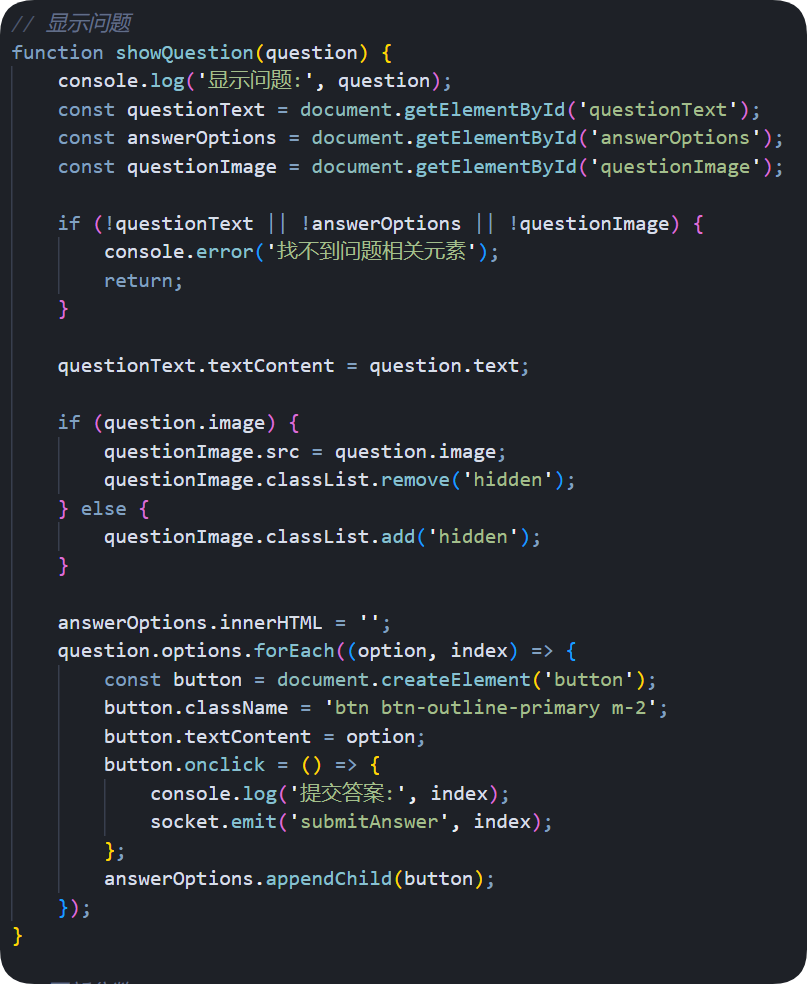 // 显示问题
function showQuestion(question) {
console.log('显示问题:', question);
const questionText = document.getElementById('questionText');
const answerOptions = document.getElementById('answerOptions');
const questionImage = document.getElementById('questionImage');
if (!questionText || !answerOptions || !questionImage) {
console.error('找不到问题相关元素');
return;
}
questionText.textContent = question.text;
if (question.image) {
questionImage.src = question.image;
questionImage.classList.remove('hidden');
} else {
questionImage.classList.add('hidden');
}
answerOptions.innerHTML = '';
question.options.forEach((option, index) => {
const button = document.createElement('button');
button.className = 'btn btn-outline-primary m-2';
button.textContent = option;
button.onclick = () => {
console.log('提交答案:', index);
socket.emit('submitAnswer', index);
};
answerOptions.appendChild(button);
});
}